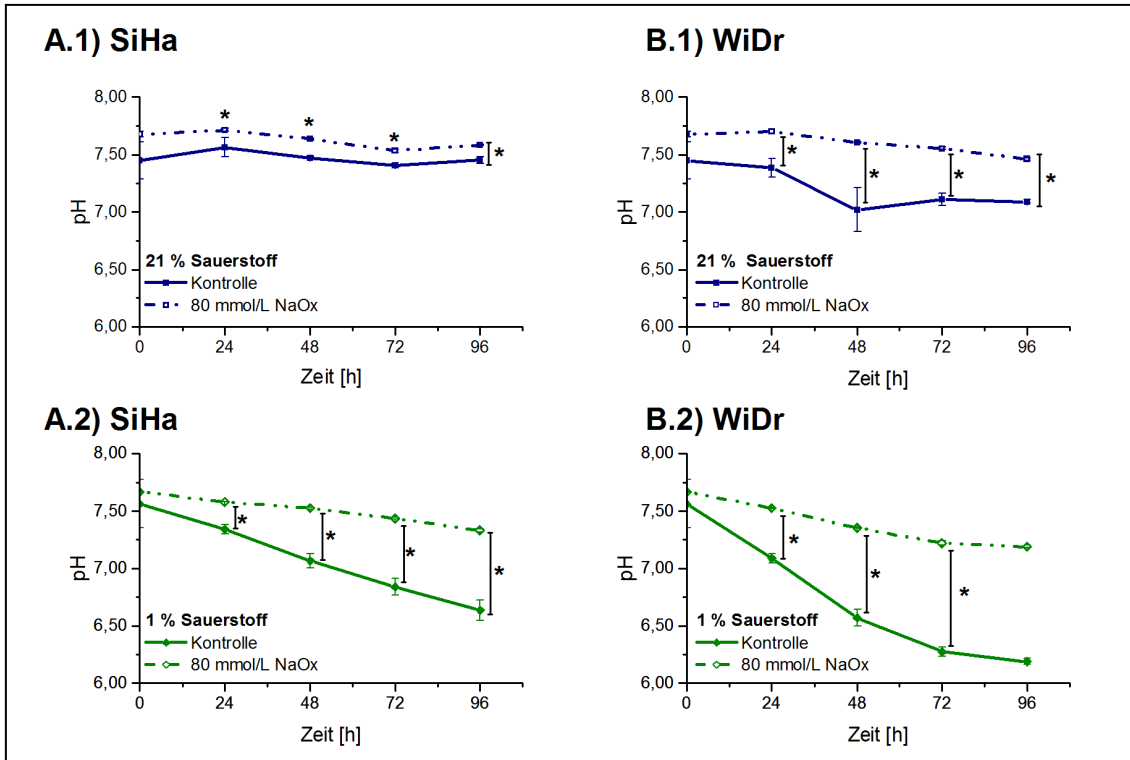 A.1) SiHa
8,00
*
*
*
*
7,50
7,00
6,50
6,00
pH
21 % Sauerstoff
Kontrolle
80 mmol/L NaOx
0 24 48 72 96
Zeit [h]
B.1) WiDr
8,00
*
*
*
*
7,50
7,00
6,50
6,00
pH
21 % Sauerstoff
Kontrolle
80 mmol/L NaOx
0 24 48 72 96
Zeit [h]
A.2) SiHa
8,00
7,50
*
*
*
*
7,00
6,50
6,00
pH
1 % Sauerstoff
Kontrolle
80 mmol/L NaOx
0 24 48 72 96
Zeit [h]
B.2) WiDr
8,00
7,50
*
*
*
7,00
6,50
6,00
pH
1 % Sauerstoff
Kontrolle
80 mmol/L NaOx
0 24 48 72 96
Zeit [h]